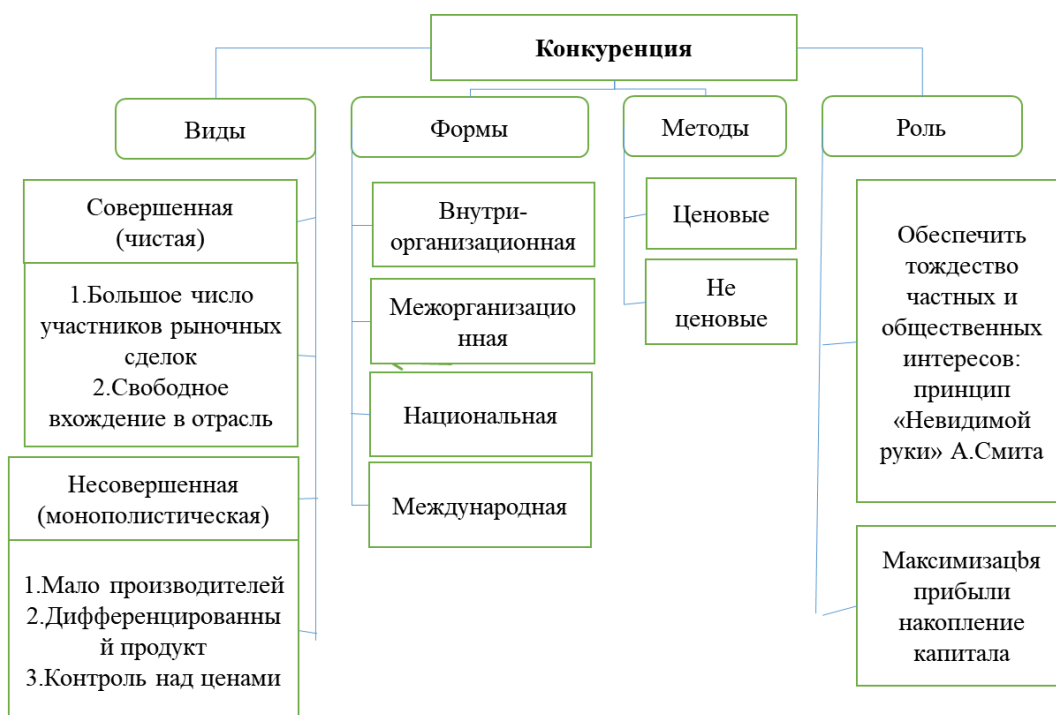 Конкуренция
Виды
Формы
Методы
Роль
Совершенная
(чистая)
1.Большое число
участников рыночных
сделок
2.Свободное
вхождение в отрасль
Несовершенная
(монополистическая)
1.Мало производителей
2.Дифференцированны
й продукт
3.Контроль над ценами
Внутри-
организационная
Межорганизацио
нная
Национальная
Международная
Ценовые
Не
ценовые
Обеспечить
тождество
частных и
общественных
интересов:
принцип
«Невидимой
руки» А.Смита
Максимизацbя
прибыли
накопление
капитала